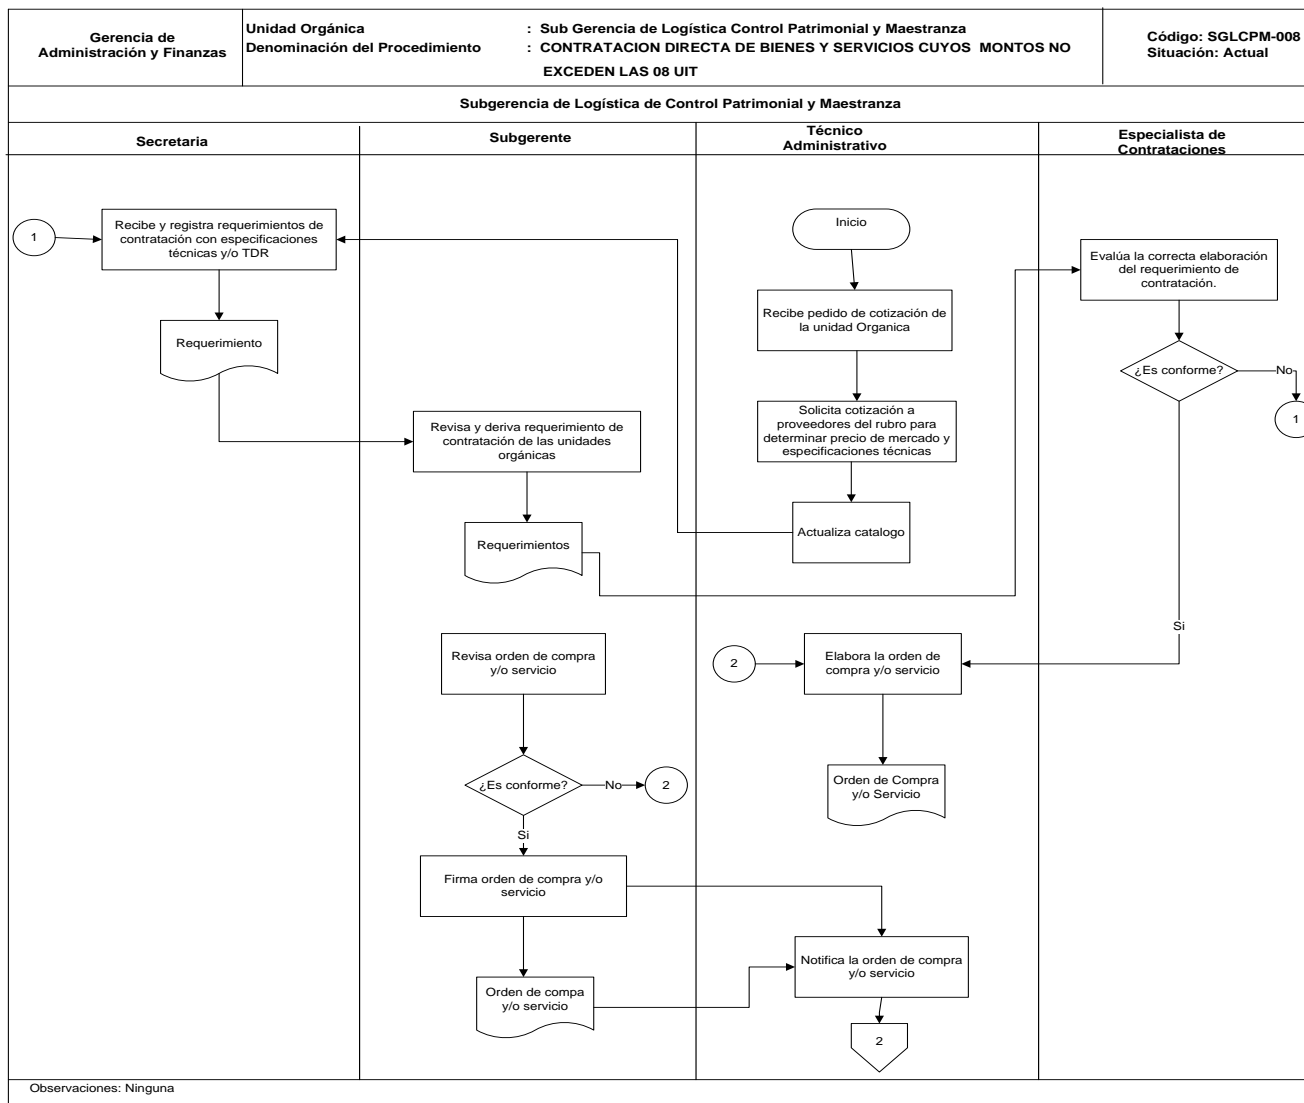 Gerencia de
Administración y Finanzas
Unidad Orgánica : Sub Gerencia de Logística Control Patrimonial y Maestranza
Denominación del Procedimiento : CONTRATACION DIRECTA DE BIENES Y SERVICIOS CUYOS MONTOS NO
EXCEDEN LAS 08 UIT
Código: SGLCPM-008
Situación: Actual
Subgerencia de Logística de Control Patrimonial y Maestranza
Secretaria
Subgerente
Técnico
Administrativo
Especialista de
Contrataciones
1
Recibe y registra requerimientos de
contratación con especificaciones
técnicas y/o TDR
Requerimiento
Inicio
Recibe pedido de cotización de
la unidad Organica
Solicita cotización a
proveedores del rubro para
determinar precio de mercado y
especificaciones técnicas
Actualiza catalogo
Evalúa la correcta elaboración
del requerimiento de
contratación.
¿Es conforme?
No
1
Si
Revisa y deriva requerimiento de
contratación de las unidades
orgánicas
Requerimientos
Revisa orden de compra
y/o servicio
2
Elabora la orden de
compra y/o servicio
Orden de Compra
y/o Servicio
¿Es conforme?
No
2
Si
Firma orden de compra y/o
servicio
Orden de compa
y/o servicio
Notifica la orden de compra
y/o servicio
2
Observaciones: Ninguna